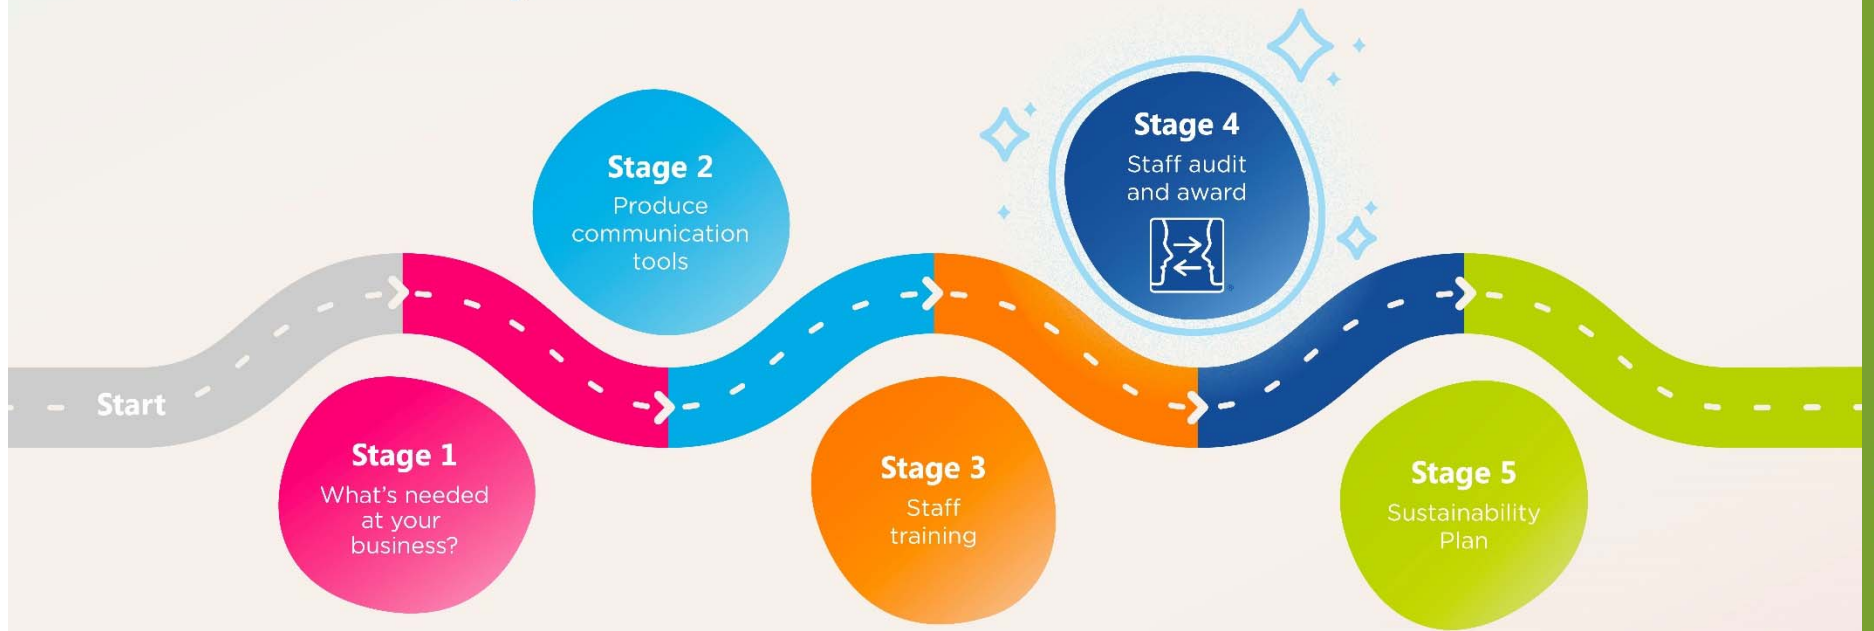 Start
Stage 1
What's needed
at your
business?
Stage 2
Produce
communication
tools
Stage 3
Staff
training
Stage 4
Staff audit
and award
Stage 5
Sustainability
Plan